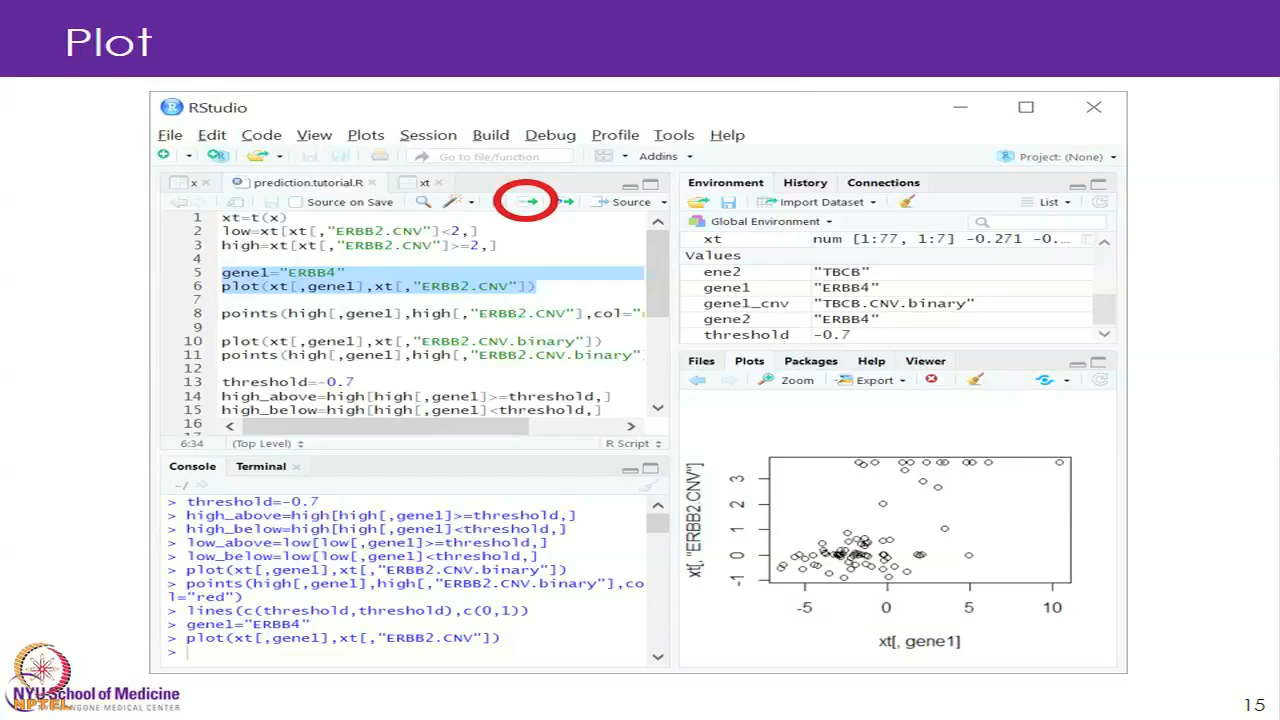 Plot
RStudio
File Edit Code View Plots Session Build Debug Profile Tools Help
Go to file/function Addins Project: (None)
x prediction.tutorial.R xt
Source on Save Source
1 xt=t(x)
2 low=xt[xt[,"ERBB2.CNV"]<2,]
3 high=xt[xt[,"ERBB2.CNV"]>=2,]
4
5 gene1="ERBB4"
6 plot(xt[,gene1],xt[,"ERBB2.CNV"])
7
8 points(high[,gene1],high[,"ERBB2.CNV"],col="
9
10 plot(xt[,gene1],xt[,"ERBB2.CNV.binary"])
11 points(high[,gene1],high[,"ERBB2.CNV.binary"
12
13 threshold=-0.7
14 high_above=high[high[,gene1]>=threshold,]
15 high_below=high[high[,gene1]<threshold,]
16
6:34 (Top Level) R Script
Console Terminal
~/
> threshold=-0.7
> high_above=high[high[,gene1]>=threshold,]
> high_below=high[high[,gene1]<threshold,]
> low_above=low[low[,gene1]>=threshold,]
> low_below=low[low[,gene1]<threshold,]
> plot(xt[,gene1],xt[,"ERBB2.CNV.binary"])
> points(high[,gene1],high[,"ERBB2.CNV.binary"],co
l="red")
> lines(c(threshold,threshold),c(0,1))
> gene1="ERBB4"
> plot(xt[,gene1],xt[,"ERBB2.CNV"])
>
Environment History Connections
Import Dataset List
Global Environment
xt num [1:77, 1:7] -0.271 -0...
Values
ene2 "TBCB"
gene1 "ERBB4"
gene1_cnv "TBCB.CNV.binary"
gene2 "ERBB4"
threshold -0.7
Files Plots Packages Help Viewer
Zoom Export
xt[, "ERBB2.CNV"]
3
2
1
0
-1
-5 0 5 10
xt[, gene1]
NYU School of Medicine
NPTEL
LANGONE MEDICAL CENTER
15